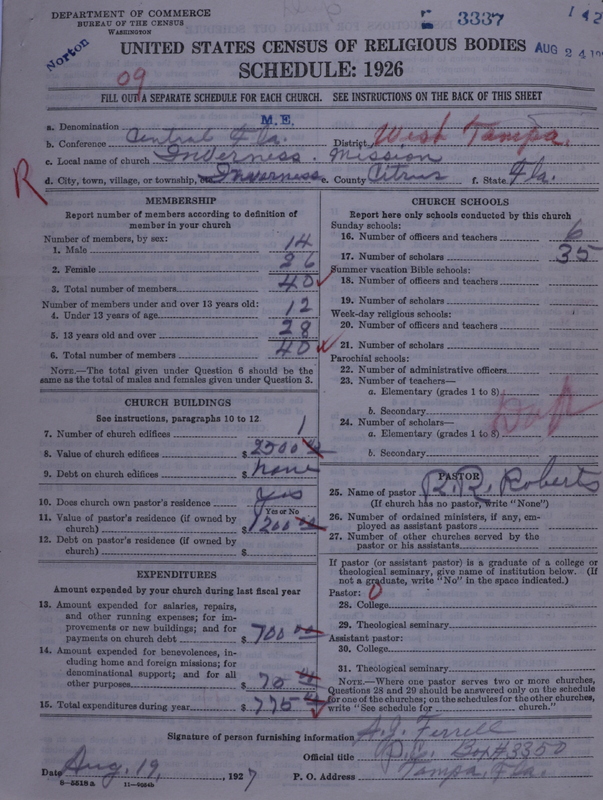 DEPARTMENT OF COMMERCE
BUREAU OF THE CENSUS
WASHINGTON
Norton
E 3337
142
UNITED STATES CENSUS OF RELIGIOUS BODIES
AUG 24
SCHEDULE: 1926
09
FILL OUT A SEPARATE SCHEDULE FOR EACH CHURCH. SEE INSTRUCTIONS ON THE BACK OF THIS SHEET
a. Denomination M.E.
b. Conference Central Fla. District West Tampa.
c. Local name of church Inverness. Mission
R
d. City, town, village, or township, Inverness e. County Citrus f. State Fla.
MEMBERSHIP
Report number of members according to definition of
member in your church
Number of members, by sex:
1. Male 14
2. Female 26
3. Total number of members 40
Number of members under and over 13 years old:
4. Under 13 years of age 12
5. 13 years old and over 28
6. Total number of members 40
NOTE.—The total given under Question 6 should be the
same as the total of males and females given under Question 3.
CHURCH BUILDINGS
See instructions, paragraphs 10 to 12
7. Number of church edifices 1
8. Value of church edifices $2500
9. Debt on church edifices $none
10. Does church own pastor's residence yes
Yes or No
11. Value of pastor's residence (if owned by
church) $1200
12. Debt on pastor's residence (if owned by
church) $
EXPENDITURES
Amount expended by your church during last fiscal year
13. Amount expended for salaries, repairs,
and other running expenses; for im-
provements or new buildings; and for
payments on church debt $700 00
14. Amount expended for benevolences, in-
cluding home and foreign missions; for
denominational support; and for all
other purposes $75
15. Total expenditures during year $775
CHURCH SCHOOLS
Report here only schools conducted by this church
Sunday schools:
16. Number of officers and teachers 6
17. Number of scholars 35
Summer vacation Bible schools:
18. Number of officers and teachers
19. Number of scholars
Week-day religious schools:
20. Number of officers and teachers
21. Number of scholars
Parochial schools:
22. Number of administrative officers
23. Number of teachers—
a. Elementary (grades 1 to 8)
b. Secondary
24. Number of scholars—
a. Elementary (grades 1 to 8)
b. Secondary
PASTOR
25. Name of pastor R.R. Roberts
(If church has no pastor, write "None")
26. Number of ordained ministers, if any, em-
ployed as assistant pastors
27. Number of other churches served by the
pastor or his assistants
If pastor (or assistant pastor) is a graduate of a college or
theological seminary, give name of institution below. (If
not a graduate, write "No" in the space indicated.)
Pastor: 0
28. College
29. Theological seminary
Assistant pastor:
30. College
31. Theological seminary
NOTE.—Where one pastor serves two or more churches,
Questions 28 and 29 should be answered only on the schedule
for one of the churches; on the schedules for the other churches,
write "See schedule for church."
Signature of person furnishing information A.J. Ferrell
Official title P.E. Box #3350
Date Aug. 19, 1927 P. O. Address Tampa, Fla.